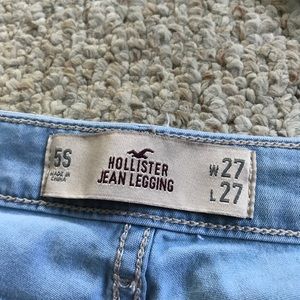 5S
MADE IN
CHINA
HOLLISTER
JEAN LEGGING
W 27
L 27